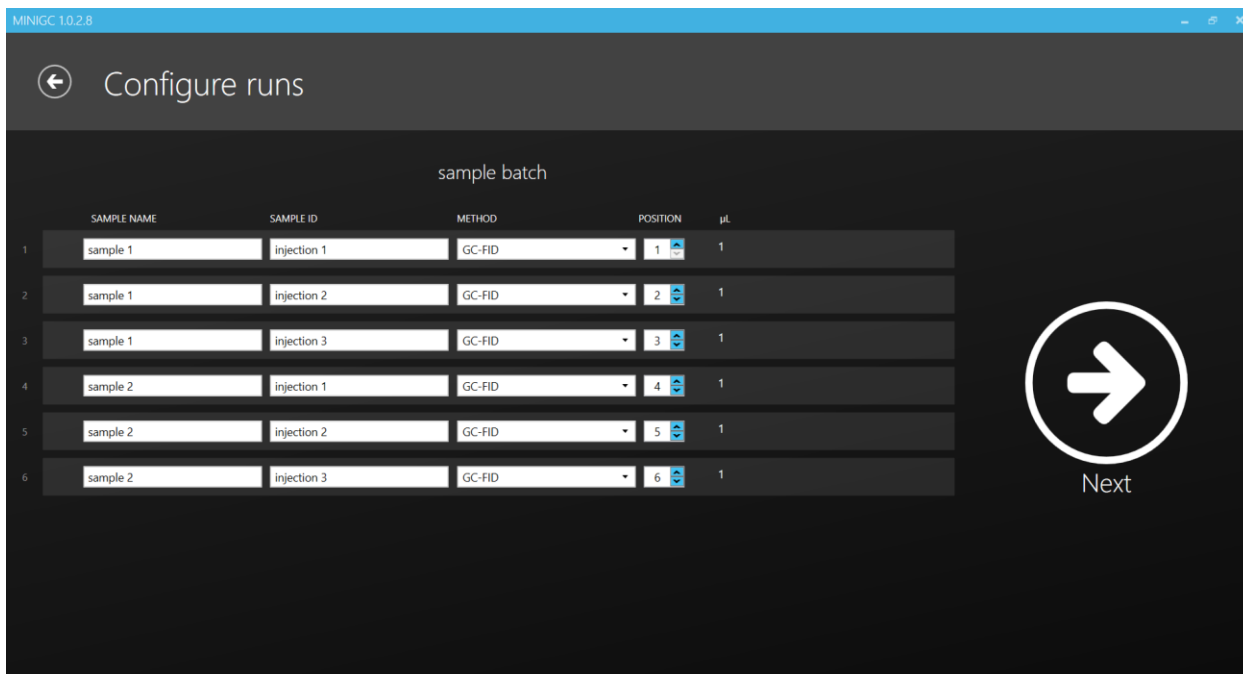 MINIGC 1.0.2.8
Configure runs
sample batch
SAMPLE NAME SAMPLE ID METHOD POSITION µL
1 sample 1 injection 1 GC-FID 1 1
2 sample 1 injection 2 GC-FID 2 1
3 sample 1 injection 3 GC-FID 3 1
4 sample 2 injection 1 GC-FID 4 1
5 sample 2 injection 2 GC-FID 5 1
6 sample 2 injection 3 GC-FID 6 1
Next